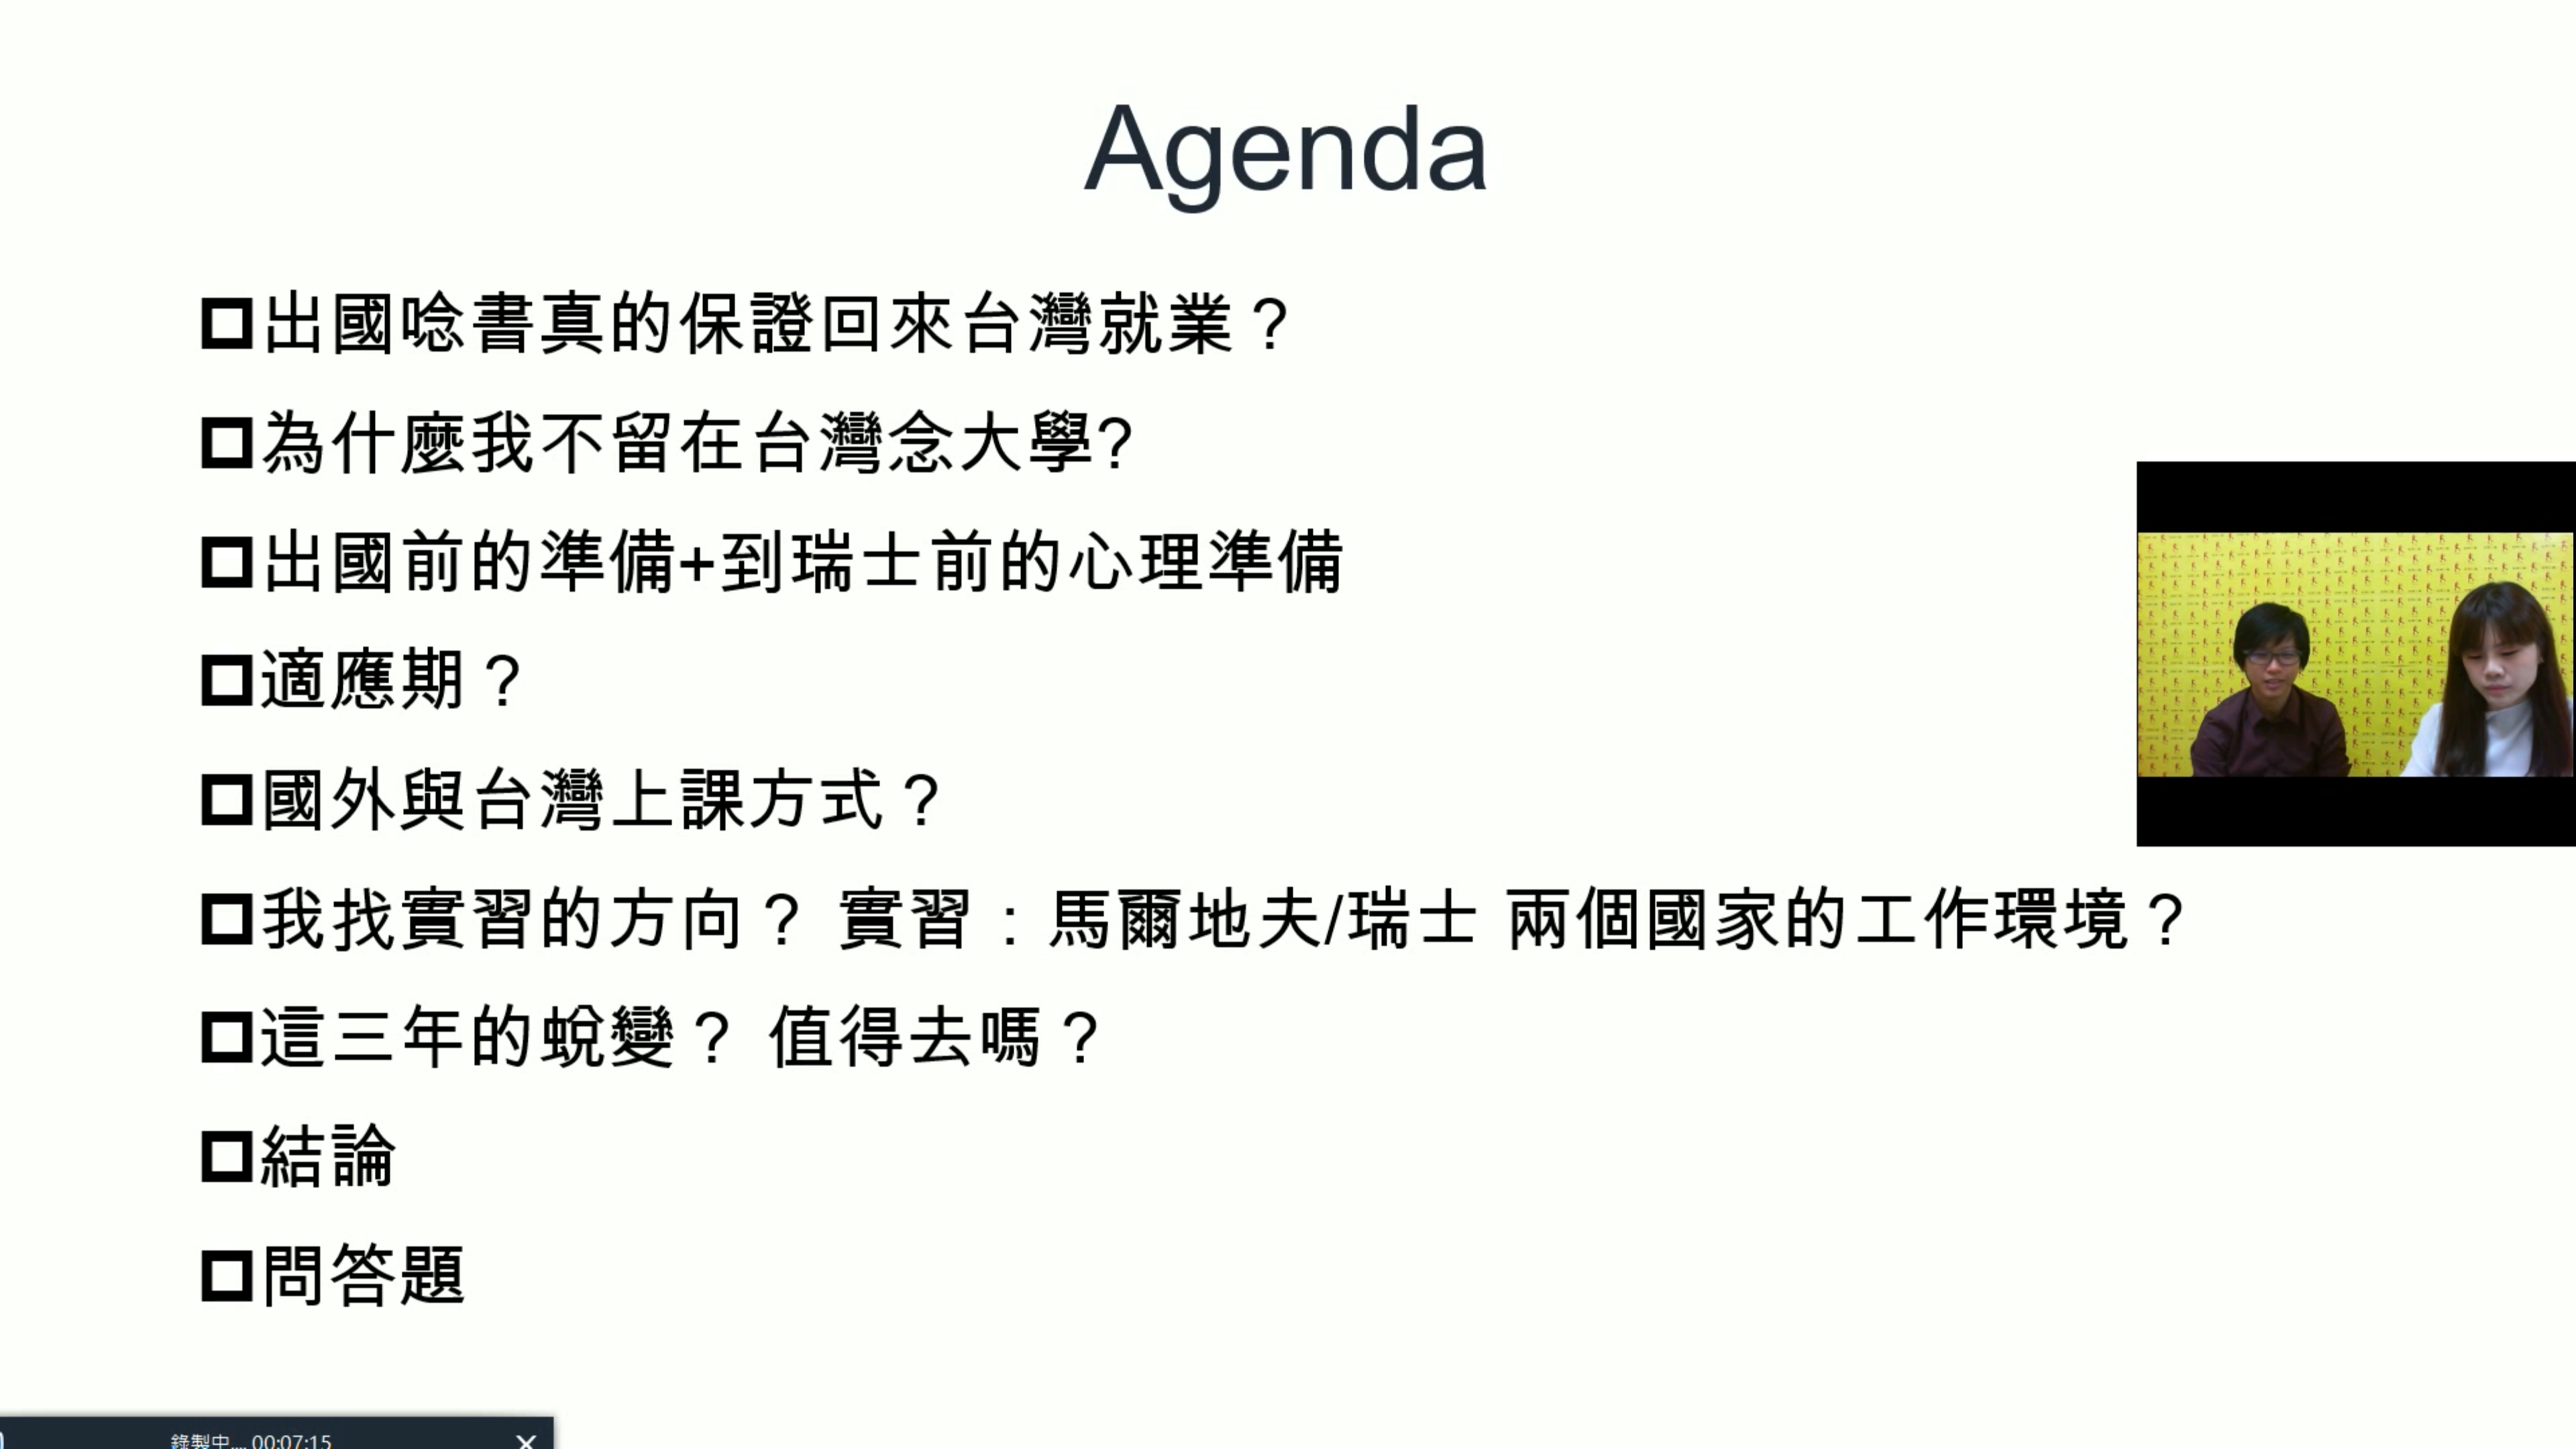 Agenda
出國唸書真的保證回來台灣就業？
為什麼我不留在台灣念大學?
出國前的準備+到瑞士前的心理準備
適應期？
國外與台灣上課方式？
我找實習的方向？ 實習：馬爾地夫/瑞士 兩個國家的工作環境？
這三年的蛻變？ 值得去嗎？
結論
問答題
錄製中... 00:07:15